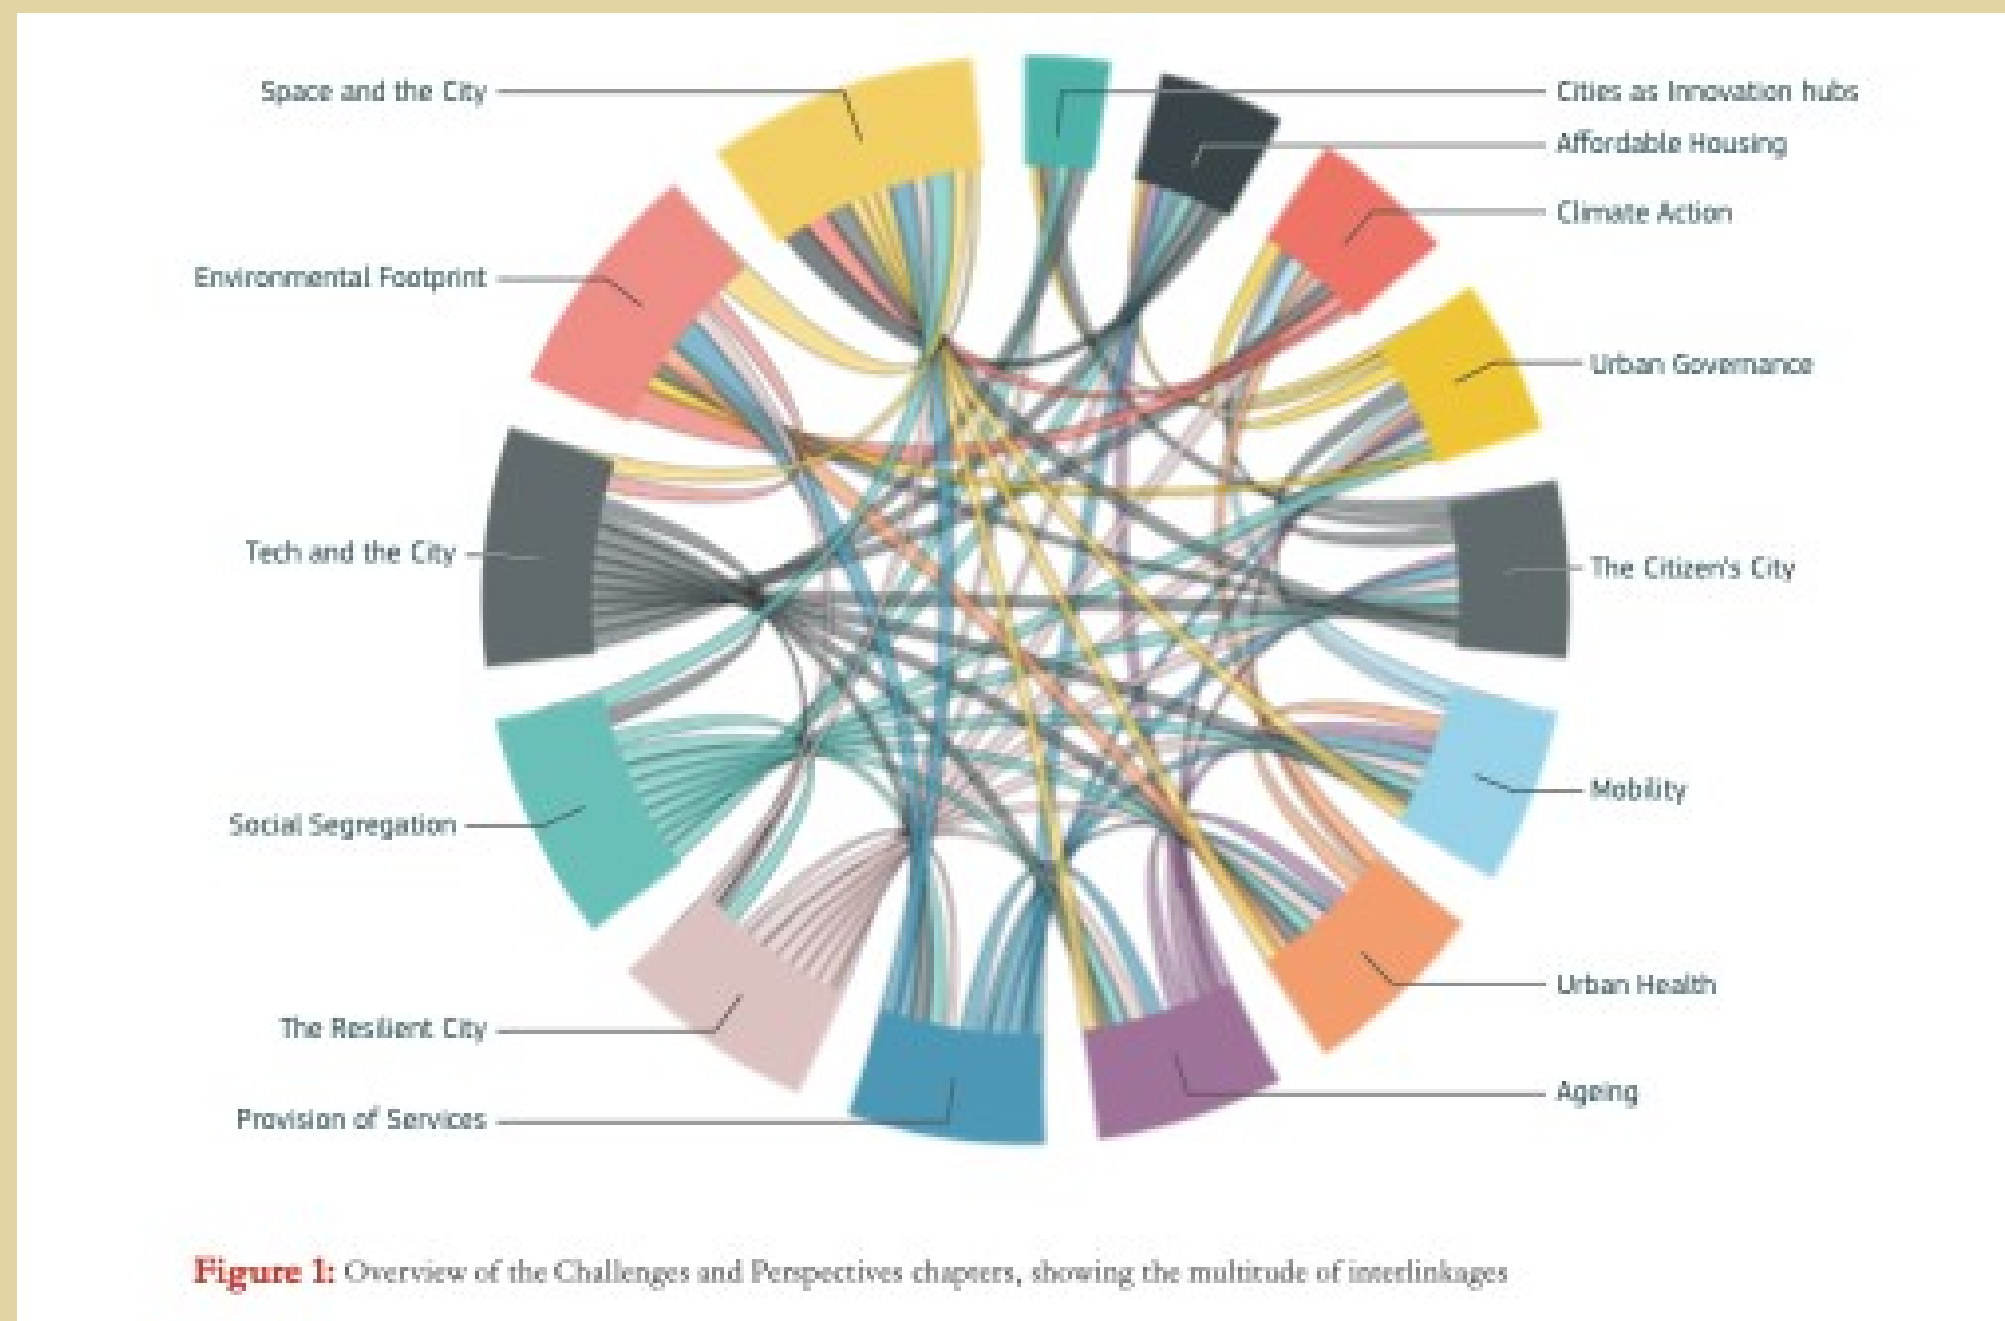 Space and the City
Cities as Innovation hubs
Affordable Housing
Climate Action
Environmental Footprint
Urban Governance
Tech and the City
The Citizen's City
Mobility
Social Segregation
Urban Health
The Resilient City
Ageing
Provision of Services
Figure 1: Overview of the Challenges and Perspectives chapters, showing the multitude of interlinkages